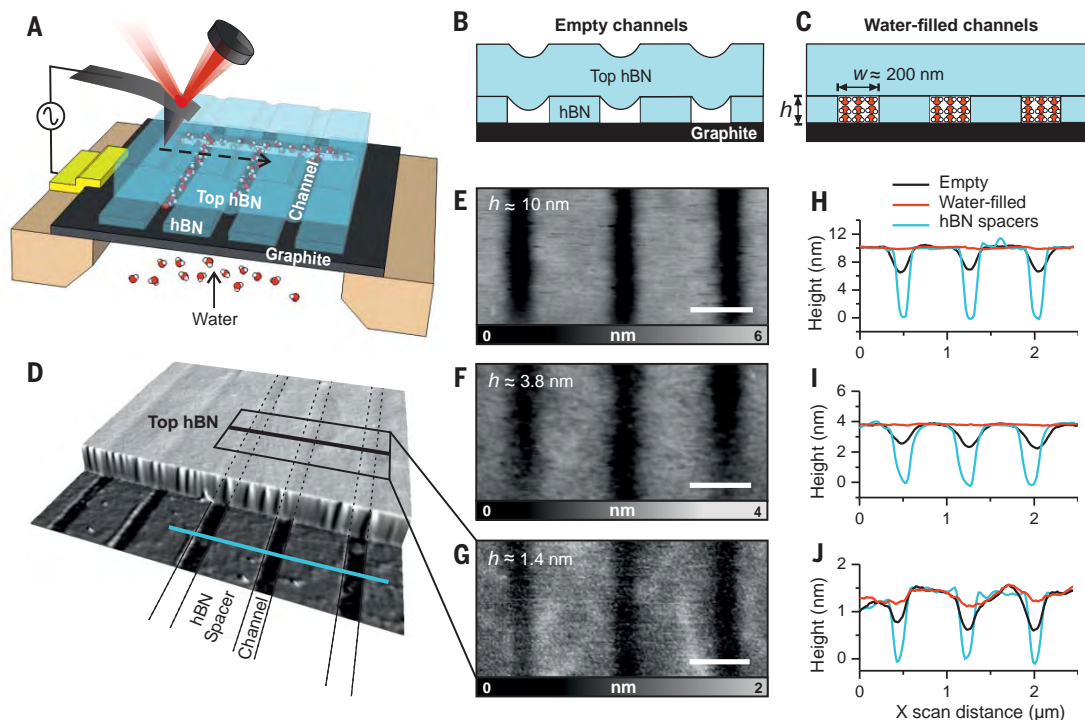 A
Top hBN
Channel
hBN
Graphite
Water
B
Empty channels
Top hBN
hBN
Graphite
C
Water-filled channels
w ≈ 200 nm
h
D
Top hBN
hBN
Spacer
Channel
E
h ≈ 10 nm
0 nm 6
F
h ≈ 3.8 nm
0 nm 4
G
h ≈ 1.4 nm
0 nm 2
Empty
Water-filled
hBN spacers
H
Height (nm)
12
8
4
0
0 1 2
I
Height (nm)
6
4
2
0
0 1 2
J
Height (nm)
2
1
0
0 1 2
X scan distance (µm)